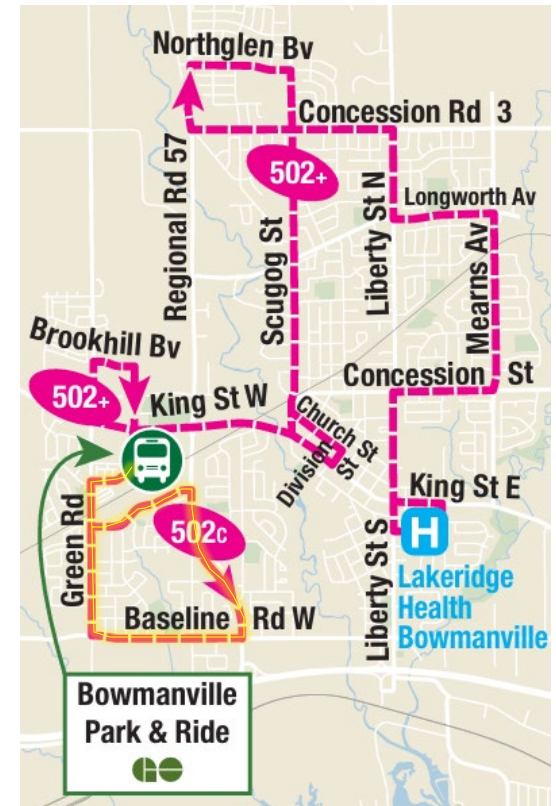 Northglen Bv
Concession Rd 3
502+
Regional Rd 57
Scugog St
Liberty St N
Longworth Av
Mearns Av
Brookhill Bv
502+
King St W
Concession St
Church St
Division St
King St E
H
Green Rd
502C
Baseline Rd W
Liberty St S
Lakeridge
Health
Bowmanville
Bowmanville
Park & Ride
GO